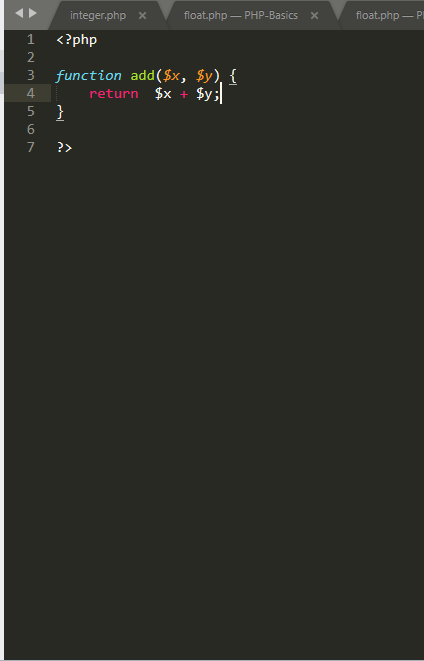 integer.php ×
float.php — PHP-Basics ×
float.php — P
1 <?php
2
3 function add($x, $y) {
4     return  $x + $y;
5 }
6
7 ?>